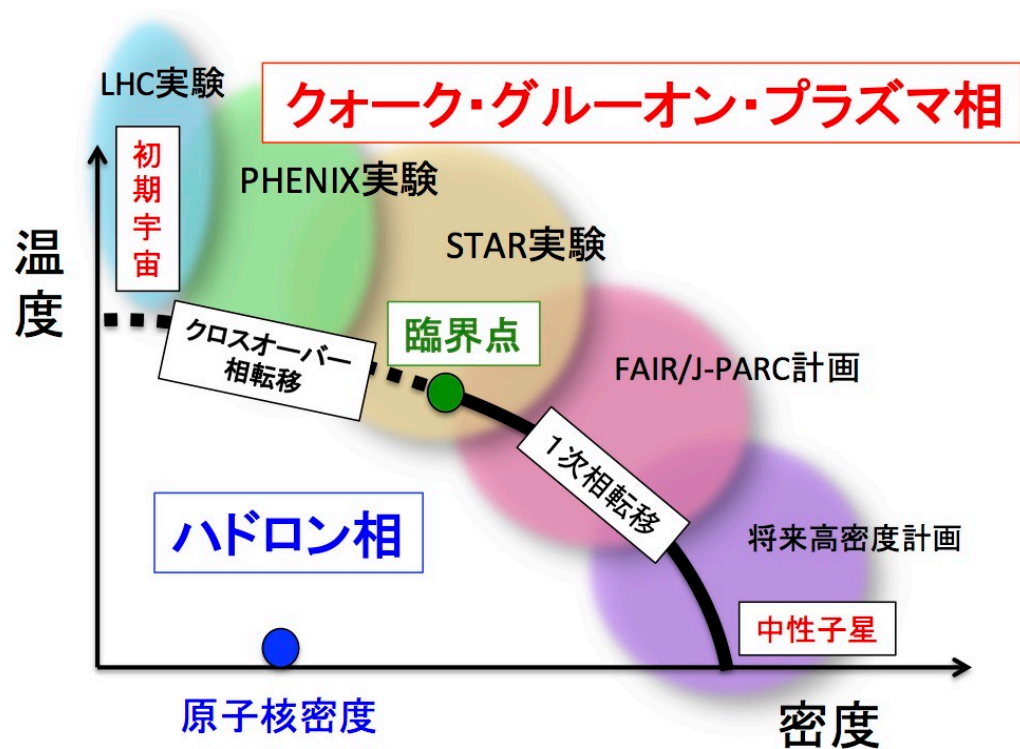 LHC実験
クォーク・グルーオン・プラズマ相
初期宇宙
PHENIX実験
STAR実験
温度
クロスオーバー
相転移
臨界点
FAIR/J-PARC計画
1次相転移
ハドロン相
将来高密度計画
中性子星
原子核密度
密度